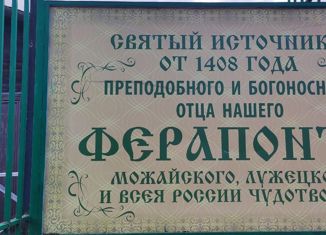 СВЯТЫЙ ИСТОЧНИК
ОТ 1408 ГОДА
ПРЕПОДОБНОГО И БОГОНОСН
ОТЦА НАШЕГО
ФЕРАПОНТ
МОЖАЙСКОГО, ЛУЖЕЦКО
И ВСЕЯ РОССИИ ЧУДОТВО